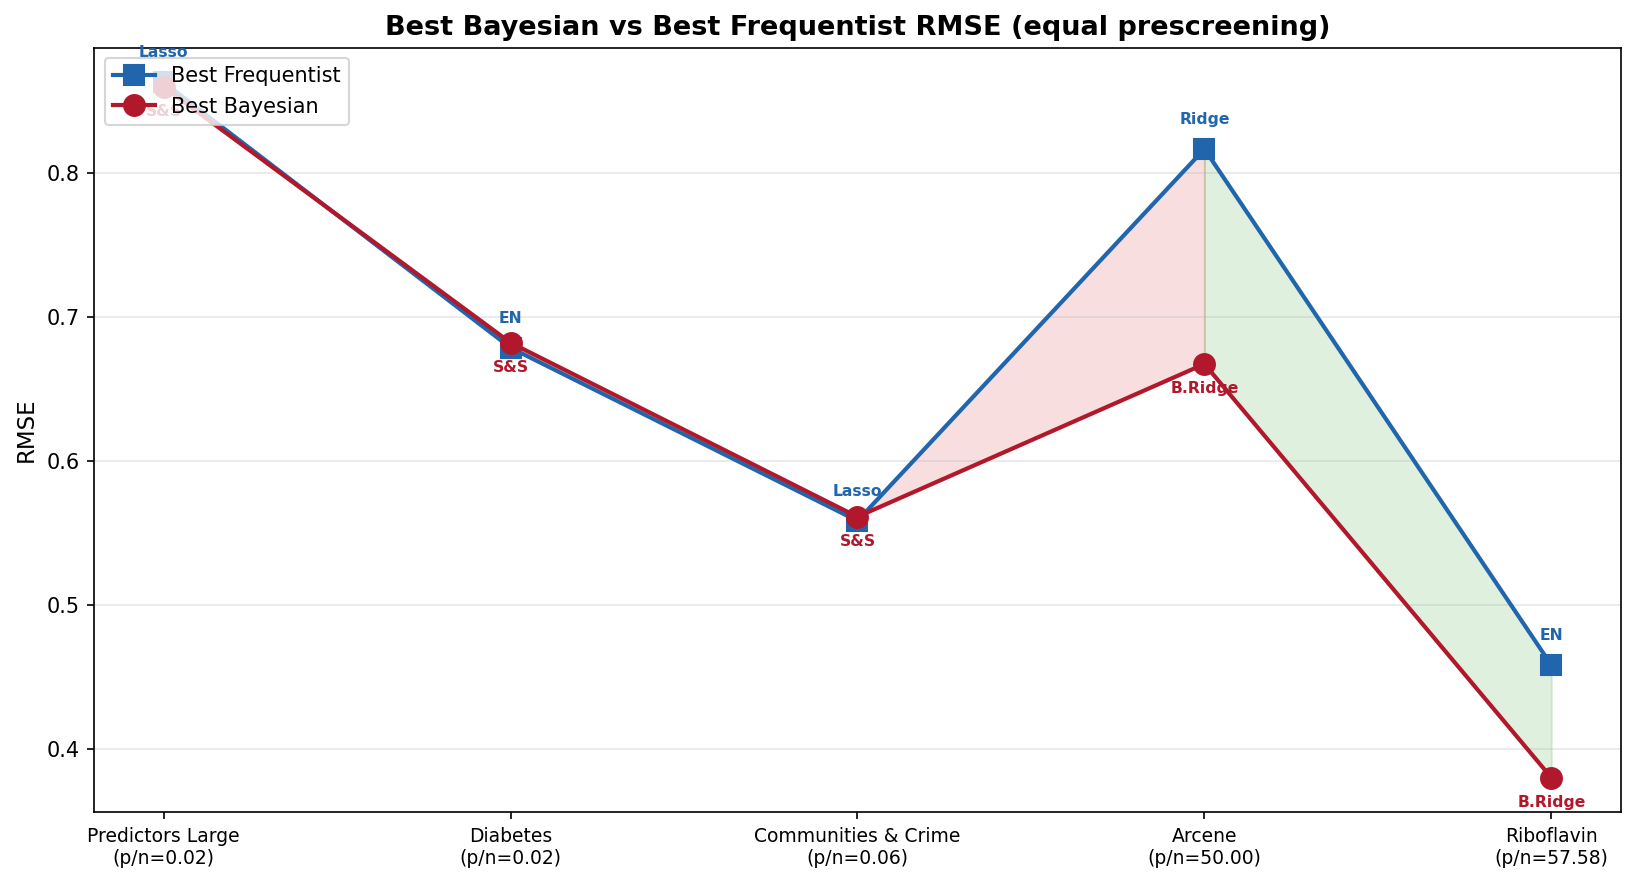 Best Bayesian vs Best Frequentist RMSE (equal prescreening)
Lasso
Best Frequentist
Best Bayesian
S&S
Ridge
0.8
EN
0.7
S&S
B.Ridge
RMSE
0.6
Lasso
S&S
0.5
EN
0.4
B.Ridge
Predictors Large
(p/n=0.02)
Diabetes
(p/n=0.02)
Communities & Crime
(p/n=0.06)
Arcene
(p/n=50.00)
Riboflavin
(p/n=57.58)